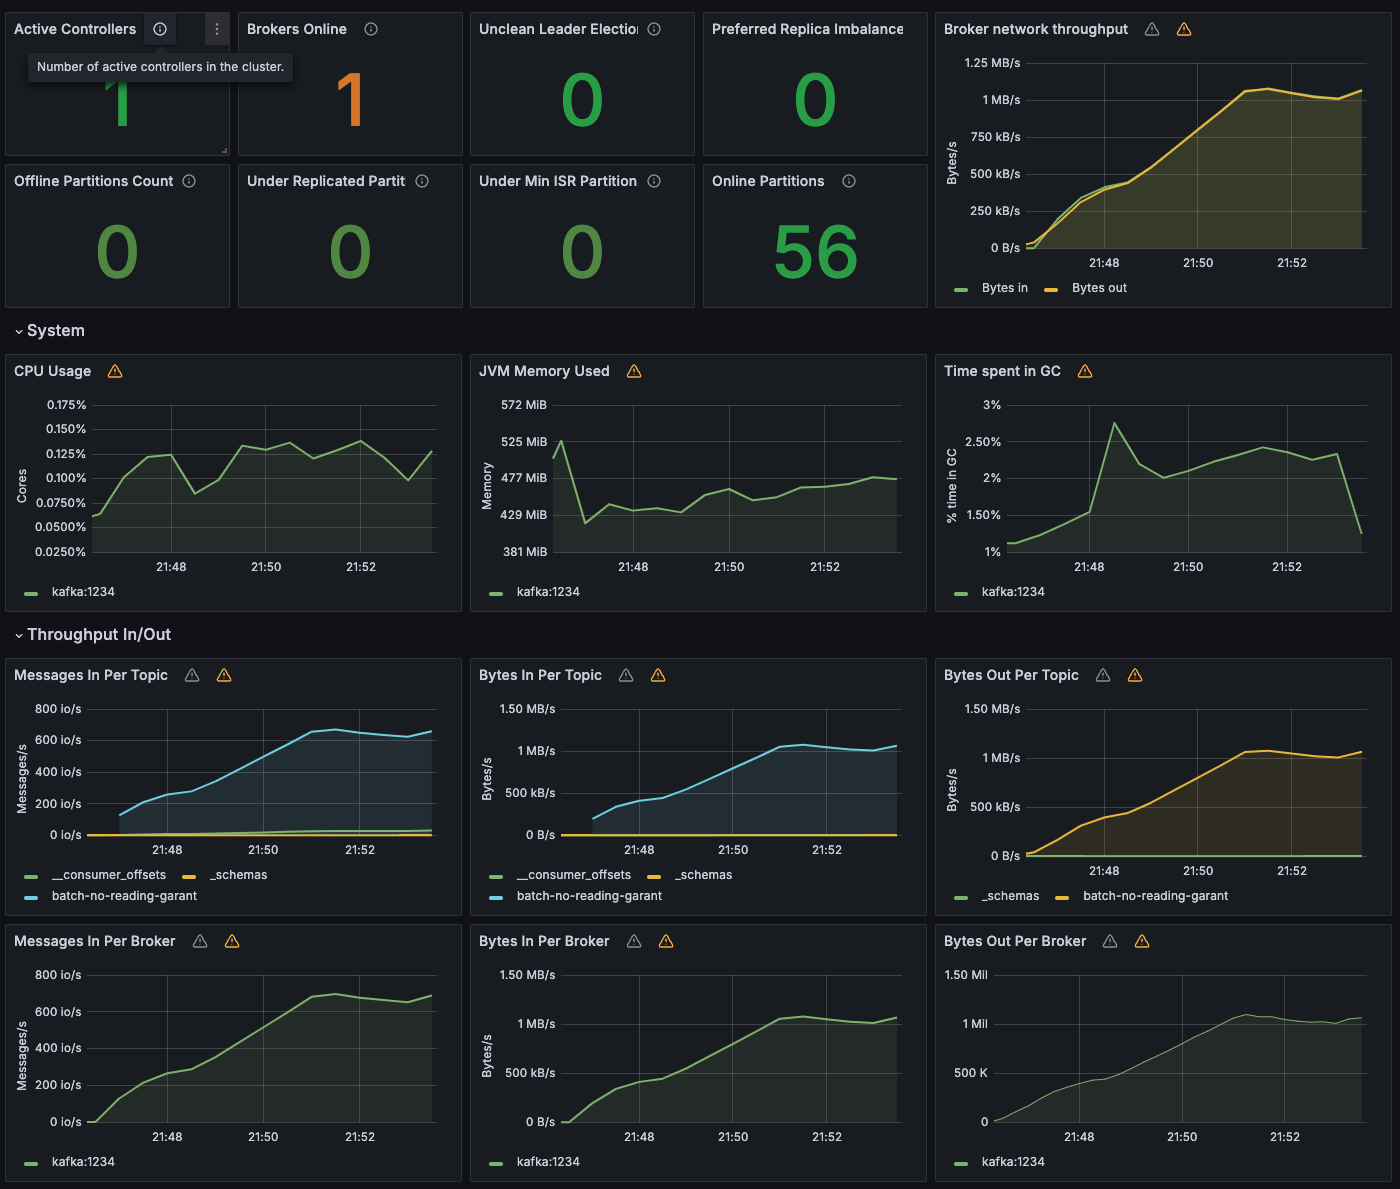 Active Controllers
Number of active controllers in the cluster.
1
Brokers Online
1
Unclean Leader Electio
0
Preferred Replica Imbalance
0
Broker network throughput
1.25 MB/s
1 MB/s
750 kB/s
500 kB/s
250 kB/s
0 B/s
Bytes/s
21:48 21:50 21:52
Bytes in Bytes out
Offline Partitions Count
0
Under Replicated Partit
0
Under Min ISR Partition
0
Online Partitions
56
System
CPU Usage
0.175%
0.150%
0.125%
0.100%
0.0750%
0.0500%
0.0250%
Cores
21:48 21:50 21:52
kafka:1234
JVM Memory Used
572 MiB
525 MiB
477 MiB
429 MiB
381 MiB
Memory
21:48 21:50 21:52
kafka:1234
Time spent in GC
3%
2.50%
2%
1.50%
1%
% time in GC
21:48 21:50 21:52
kafka:1234
Throughput In/Out
Messages In Per Topic
800 io/s
600 io/s
400 io/s
200 io/s
0 io/s
Messages/s
21:48 21:50 21:52
__consumer_offsets _schemas
batch-no-reading-garant
Bytes In Per Topic
1.50 MB/s
1 MB/s
500 kB/s
0 B/s
Bytes/s
21:48 21:50 21:52
__consumer_offsets _schemas
batch-no-reading-garant
Bytes Out Per Topic
1.50 MB/s
1 MB/s
500 kB/s
0 B/s
Bytes/s
21:48 21:50 21:52
_schemas batch-no-reading-garant
Messages In Per Broker
800 io/s
600 io/s
400 io/s
200 io/s
0 io/s
Messages/s
21:48 21:50 21:52
kafka:1234
Bytes In Per Broker
1.50 MB/s
1 MB/s
500 kB/s
0 B/s
Bytes/s
21:48 21:50 21:52
kafka:1234
Bytes Out Per Broker
1.50 Mil
1 Mil
500 K
0
21:48 21:50 21:52
kafka:1234